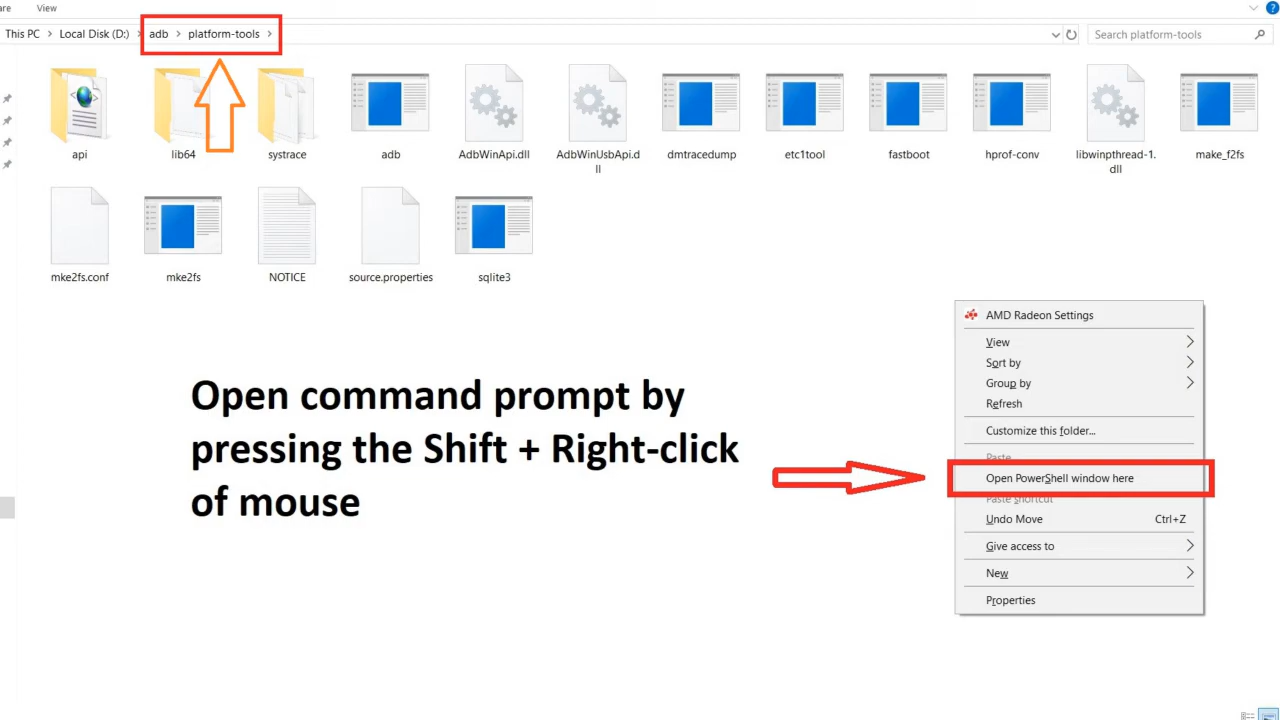 are View
This PC > Local Disk (D:) > adb > platform-tools >
Search platform-tools
api lib64 systrace adb AdbWinApi.dll AdbWinUsbApi.d dmtracedump etc1tool fastboot hprof-conv libwinpthread-1. make_f2fs
ll dll
mke2fs.conf mke2fs NOTICE source.properties sqlite3
AMD Radeon Settings
View
Sort by
Group by
Refresh
Customize this folder...
Paste
Open PowerShell window here
Paste shortcut
Undo Move Ctrl+Z
Give access to
New
Properties
Open command prompt by
pressing the Shift + Right-click
of mouse